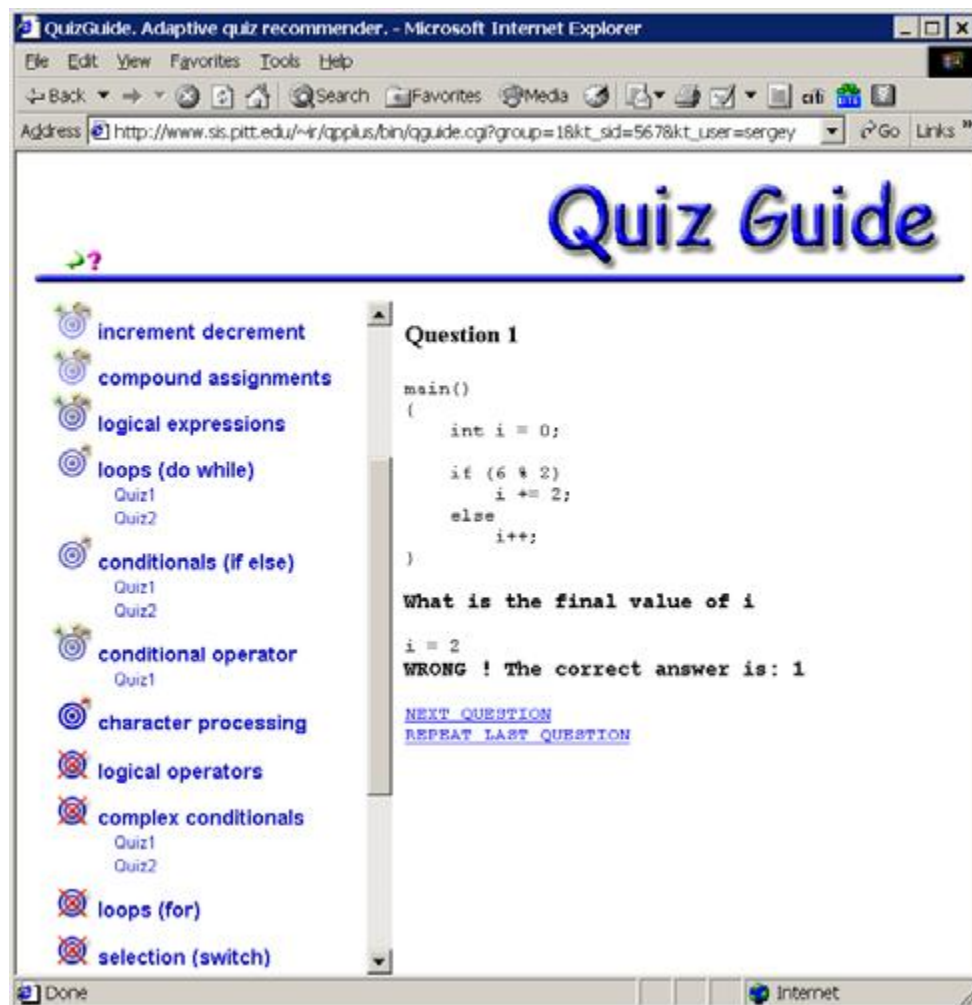 QuizGuide. Adaptive quiz recommender. - Microsoft Internet Explorer
File Edit View Favorites Tools Help
Back Search Favorites Media
Address http://www.sis.pitt.edu/~ir/qpplus/bin/qguide.cgi?group=1&kt_sid=567&kt_user=sergey Go Links »
Quiz Guide
?
increment decrement
compound assignments
logical expressions
loops (do while)
Quiz1
Quiz2
conditionals (if else)
Quiz1
Quiz2
conditional operator
Quiz1
character processing
logical operators
complex conditionals
Quiz1
Quiz2
loops (for)
selection (switch)
Question 1
main()
{
int i = 0;
if (6 % 2)
i += 2;
else
i++;
}
What is the final value of i
i = 2
WRONG ! The correct answer is: 1
NEXT QUESTION
REPEAT LAST QUESTION
Done
Internet